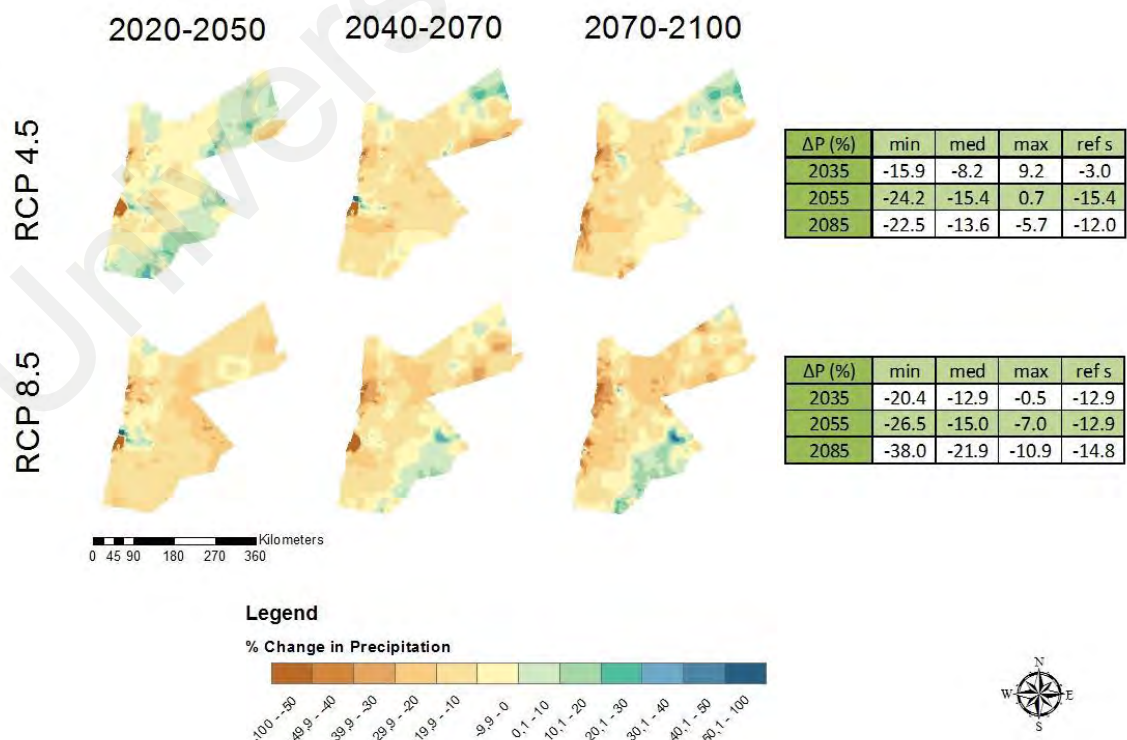 Univers
2020-2050 2040-2070 2070-2100
RCP 4.5
ΔP (%) min med max ref s
2035 -15.9 -8.2 9.2 -3.0
2055 -24.2 -15.4 0.7 -15.4
2085 -22.5 -13.6 -5.7 -12.0
RCP 8.5
ΔP (%) min med max ref s
2035 -20.4 -12.9 -0.5 -12.9
2055 -26.5 -15.0 -7.0 -12.9
2085 -38.0 -21.9 -10.9 -14.8
Kilometers
0 45 90 180 270 360
Legend
% Change in Precipitation
-100 - -50 -49,9 - -40 -39,9 - -30 -29,9 - -20 -19,9 - -10 -9,9 - 0 0,1 - 10 10,1 - 20 20,1 - 30 30,1 - 40 40,1 - 50 50,1 - 100
N
W E
S